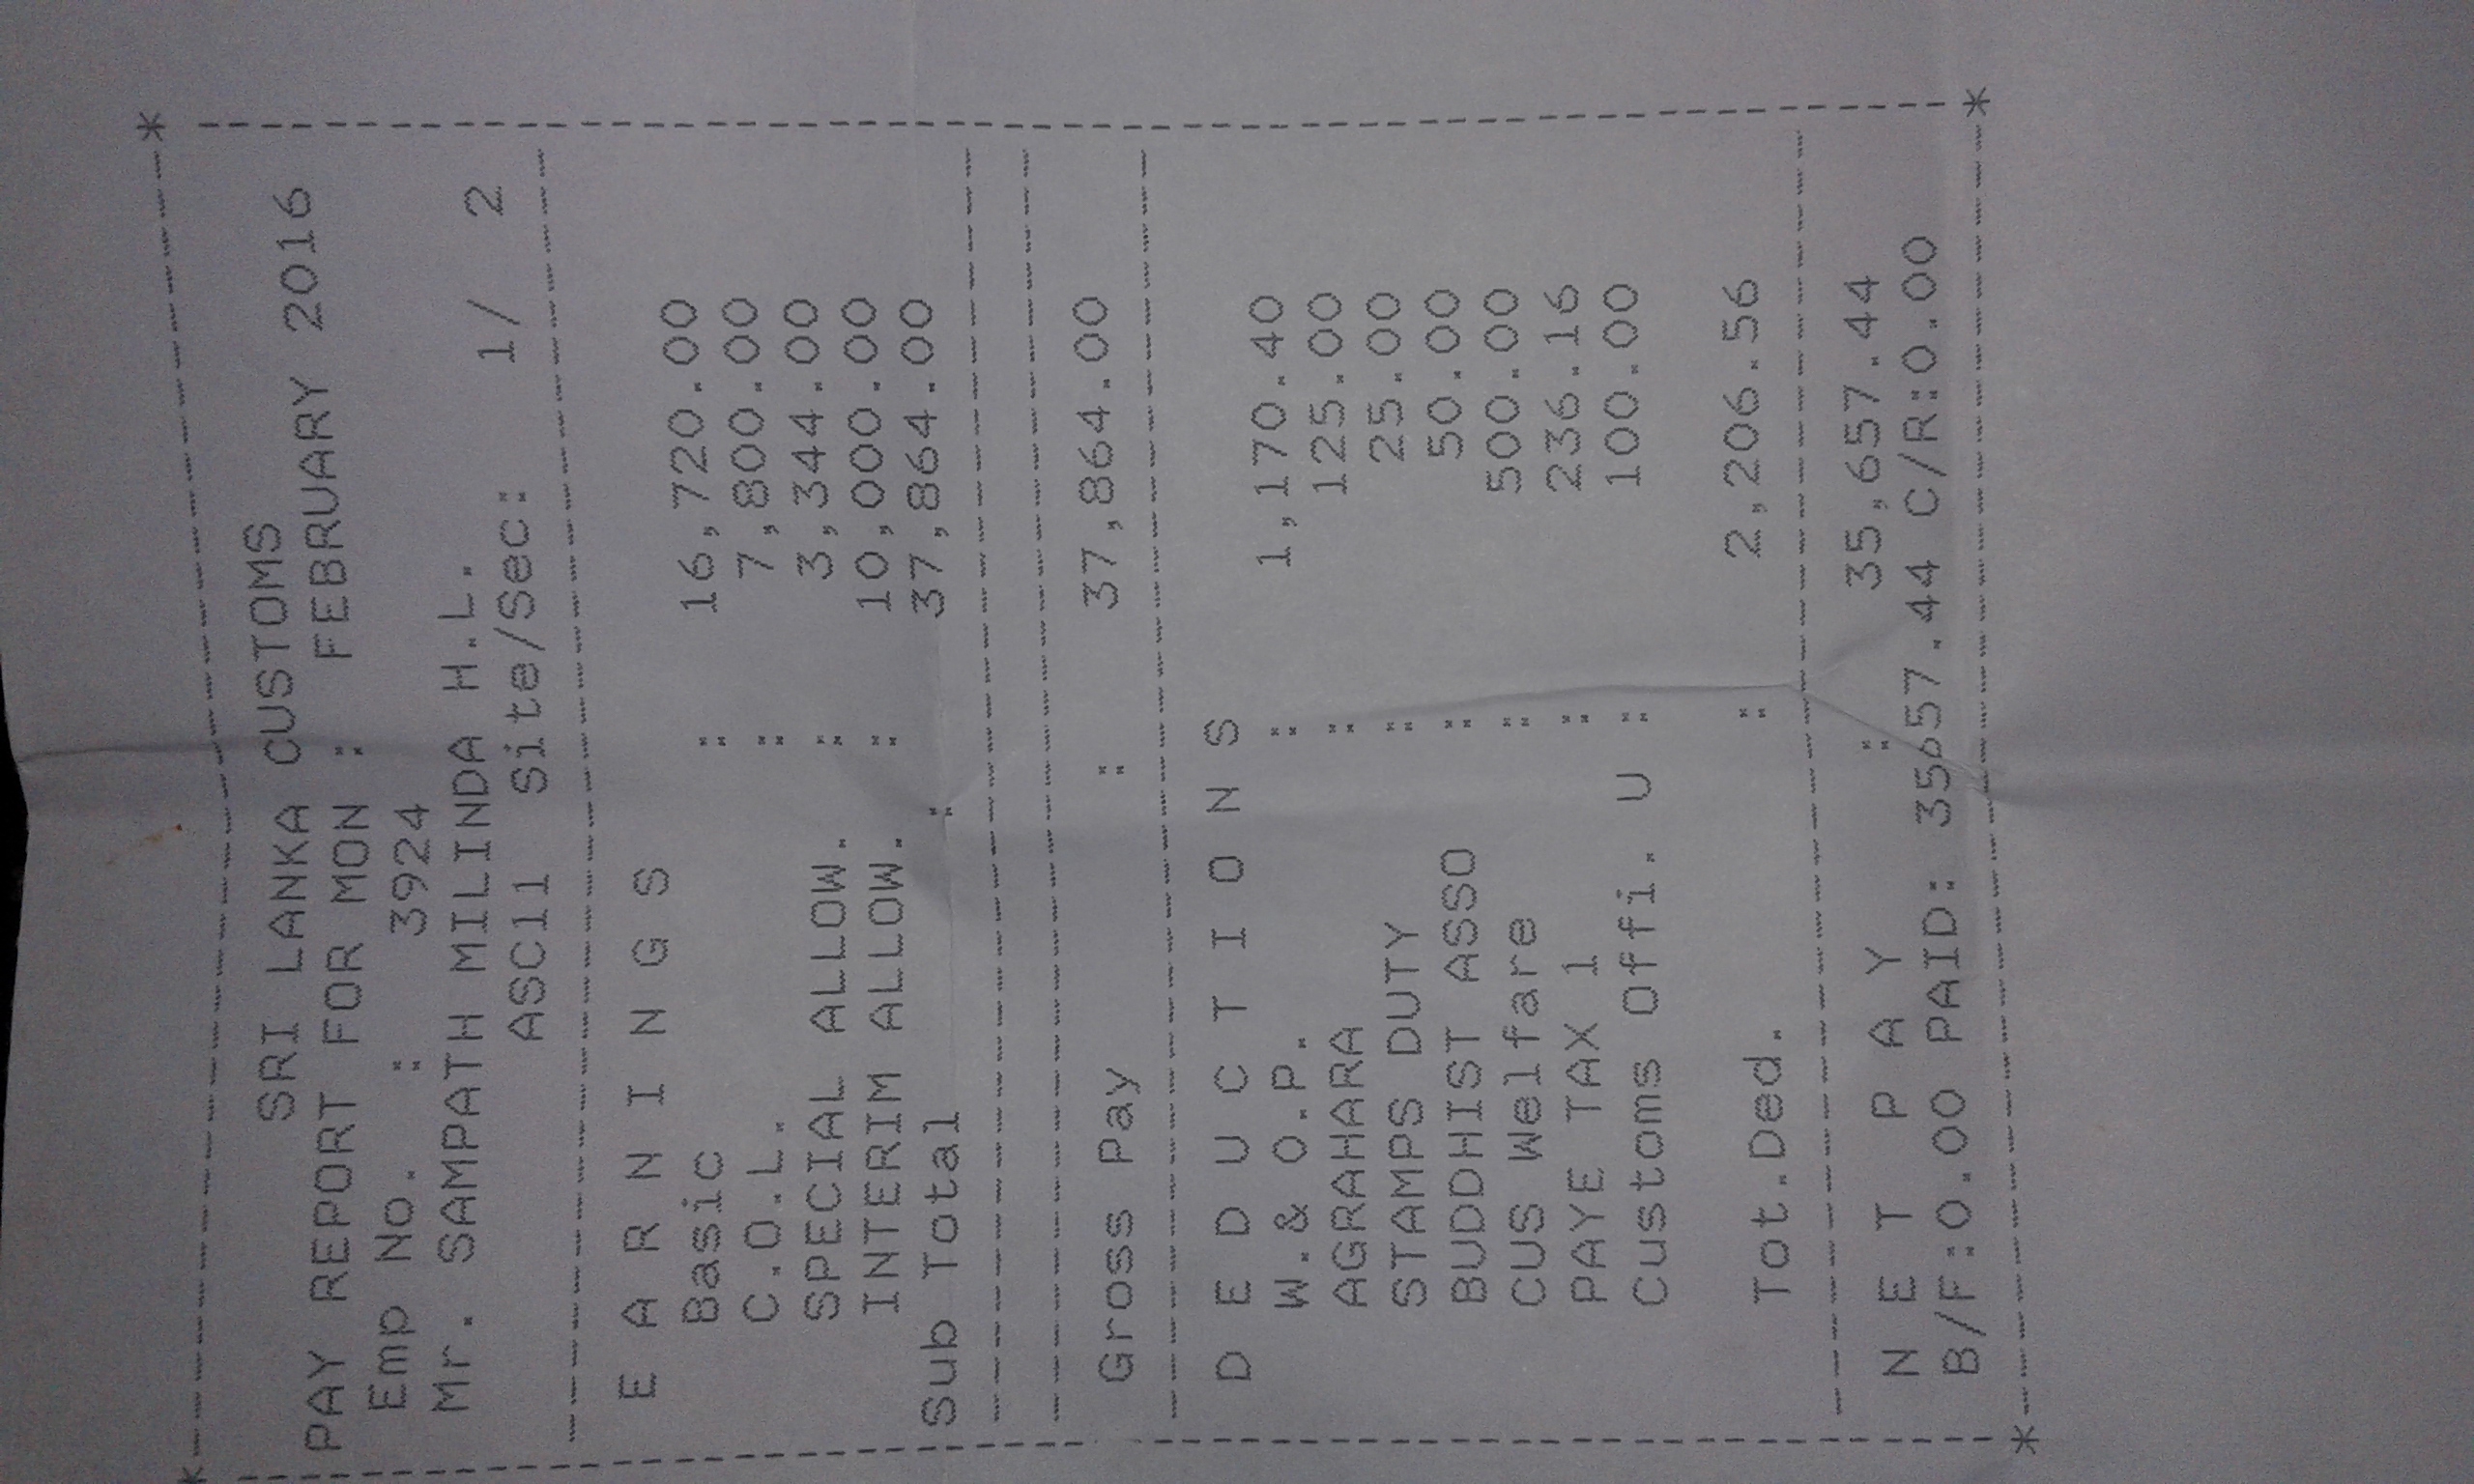 SRI LANKA CUSTOMS
PAY REPORT FOR MON : FEBRUARY 2016
Emp No. : 3924
Mr. SAMPATH MILINDA H.L.
ASC11 Site/Sec: 1/ 2
E A R N I N G S
Basic : 16,720.00
C.O.L. : 7,800.00
SPECIAL ALLOW. : 3,344.00
INTERIM ALLOW. : 10,000.00
Sub Total : 37,864.00
Gross Pay : 37,864.00
D E D U C T I O N S
W.& O.P. : 1,170.40
AGRAHARA : 125.00
STAMPS DUTY : 25.00
BUDDHIST ASSO : 50.00
CUS Welfare : 500.00
PAYE TAX 1 : 236.16
Customs Offi. U : 100.00
Tot.Ded. : 2,206.56
N E T P A Y : 35,657.44
B/F:0.00 PAID: 35657.44 C/R:0.00